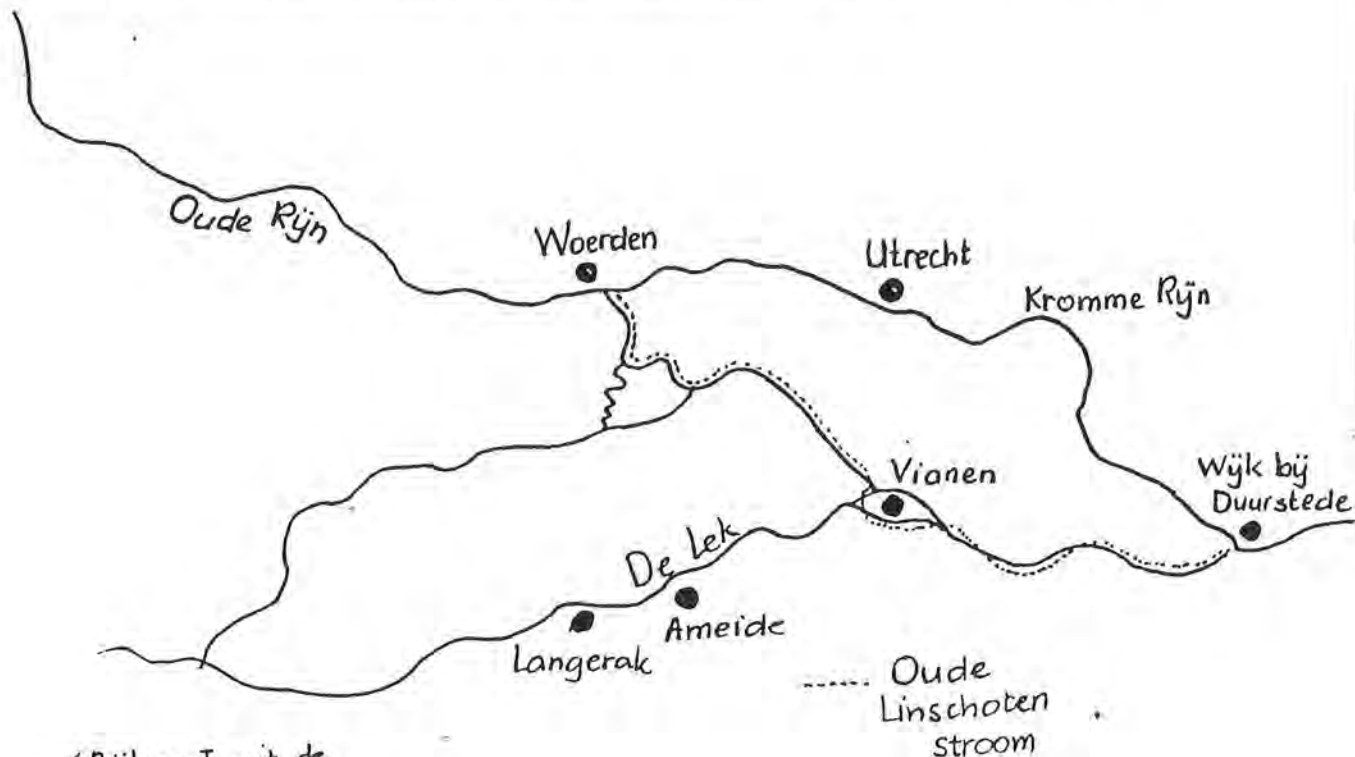 Oude Rijn
Woerden
Utrecht
Kromme Rijn
Vianen
Wijk bij
Duurstede
De Lek
Ameide
Langerak
Oude
Linschoten
stroom